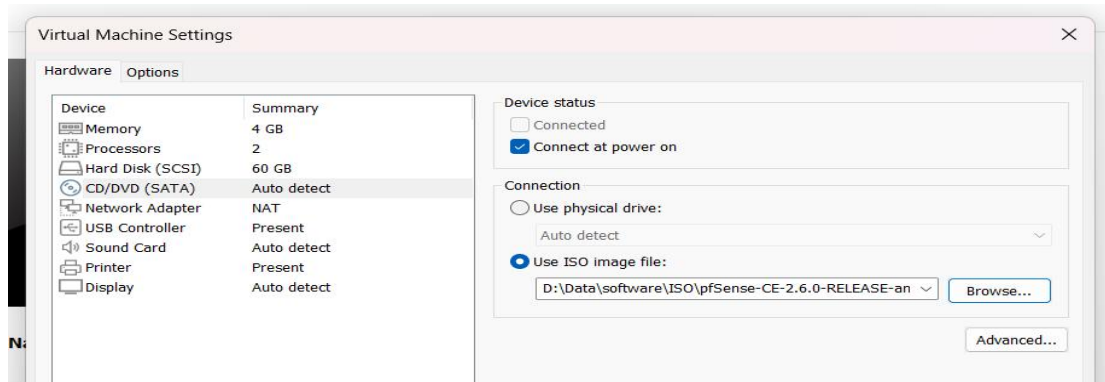 Virtual Machine Settings
Hardware Options
Device Summary
Memory 4 GB
Processors 2
Hard Disk (SCSI) 60 GB
CD/DVD (SATA) Auto detect
Network Adapter NAT
USB Controller Present
Sound Card Auto detect
Printer Present
Display Auto detect
Device status
Connected
Connect at power on
Connection
Use physical drive:
Auto detect
Use ISO image file:
D:\Data\software\ISO\pfSense-CE-2.6.0-RELEASE-an
Browse...
Advanced...